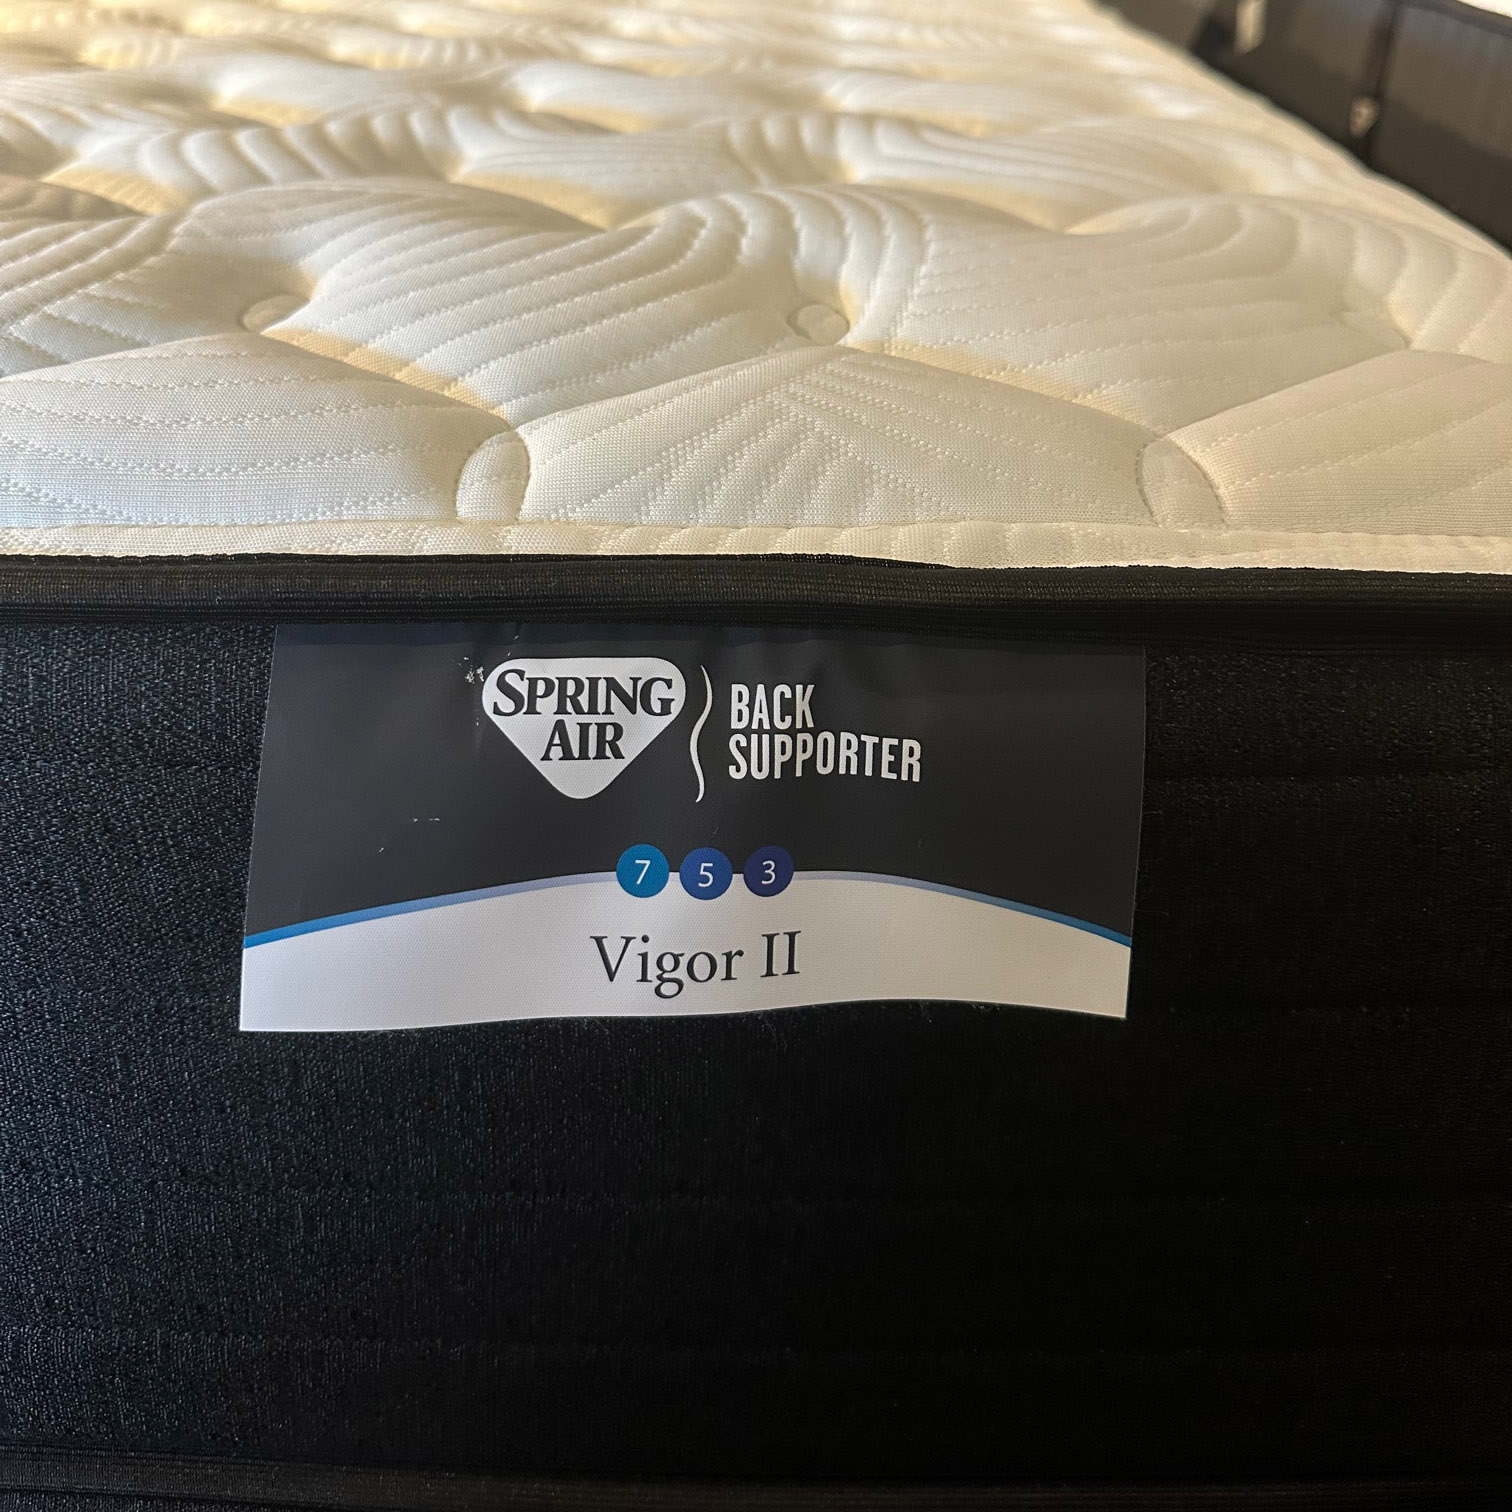 SPRING
AIR
BACK
SUPPORTER
7 5 3
Vigor II